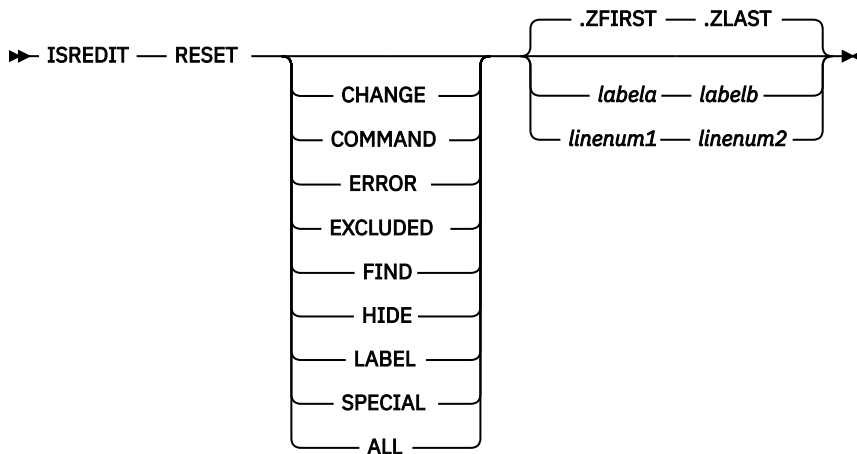 .ZFIRST .ZLAST
ISREDIT RESET
CHANGE labela labelb
COMMAND linenum1 linenum2
ERROR
EXCLUDED
FIND
HIDE
LABEL
SPECIAL
ALL